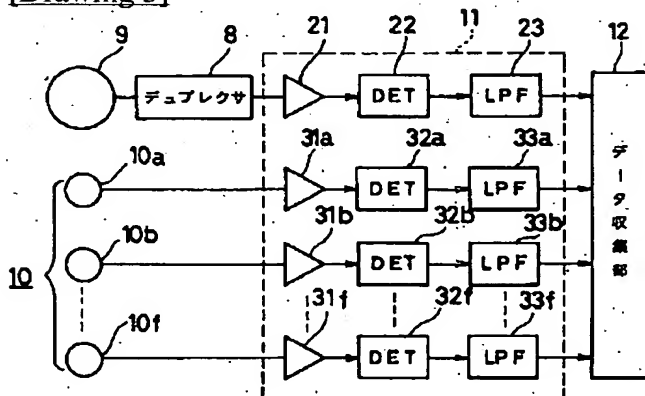 [Drawing 3]
9 8 21 22 11 23 12
デュプレクサ DET LPF
データ収集部
10a 31a 32a 33a
DET LPF
10b 31b 32b 33b
10 DET LPF
10f 31f 32f 33f
DET LPF